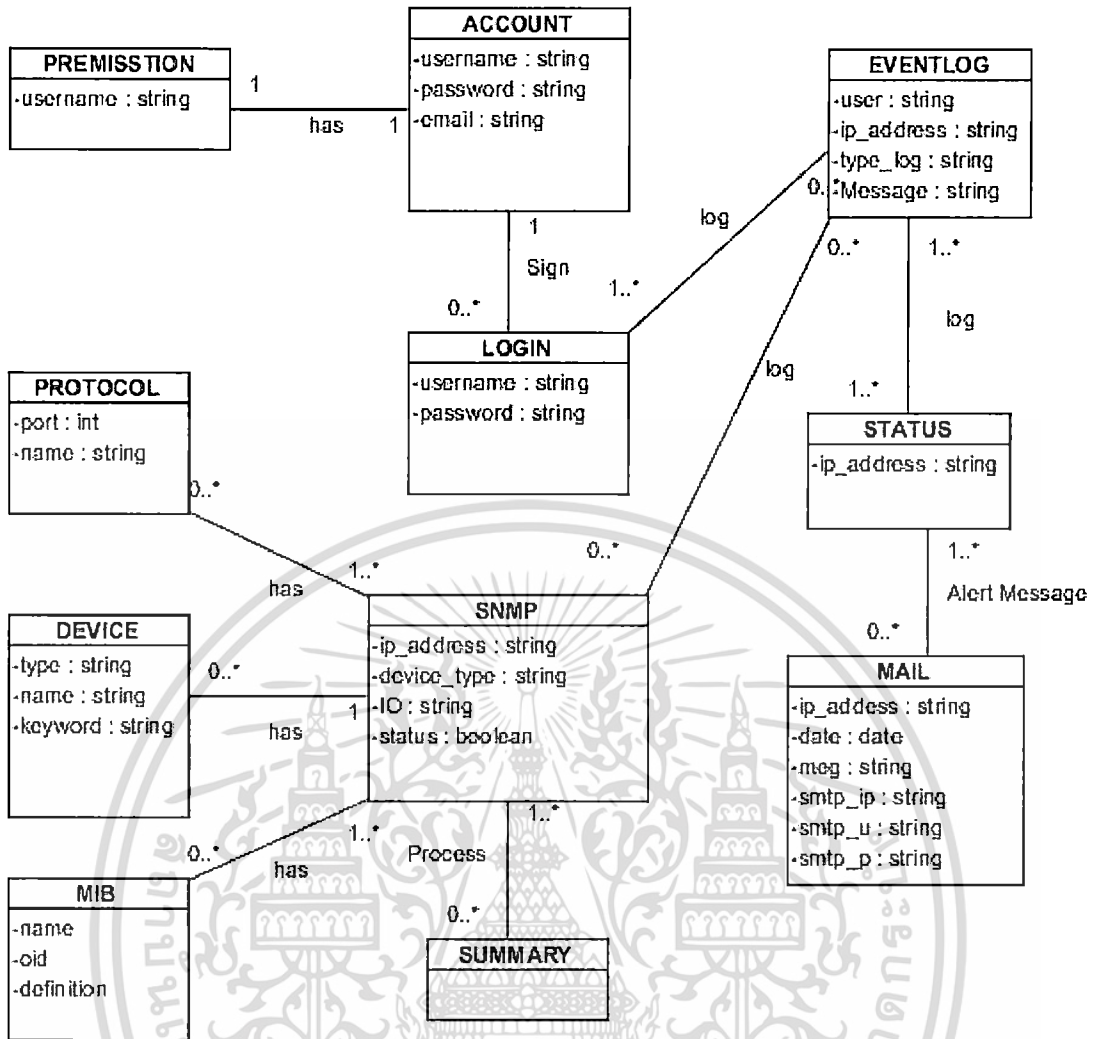 PREMISSTION
-username : string
1
has
1
ACCOUNT
-username : string
-password : string
-email : string
EVENTLOG
-user : string
-ip_address : string
-type_log : string
-Message : string
0..*
log
1..*
1
Sign
0..*
LOGIN
-username : string
-password : string
0..*
log
0..*
1..*
log
1..*
STATUS
-ip_address : string
1..*
Alert Message
0..*
MAIL
-ip_addess : string
-date : date
-meg : string
-smtp_ip : string
-smtp_u : string
-smtp_p : string
PROTOCOL
-port : int
-name : string
0..*
has
1..*
DEVICE
-type : string
-name : string
-keyword : string
0..*
has
1
SNMP
-ip_address : string
-device_type : string
-IO : string
-status : boolean
MIB
-name
-oid
-definition
0..*
has
1..*
1..*
Process
0..*
SUMMARY